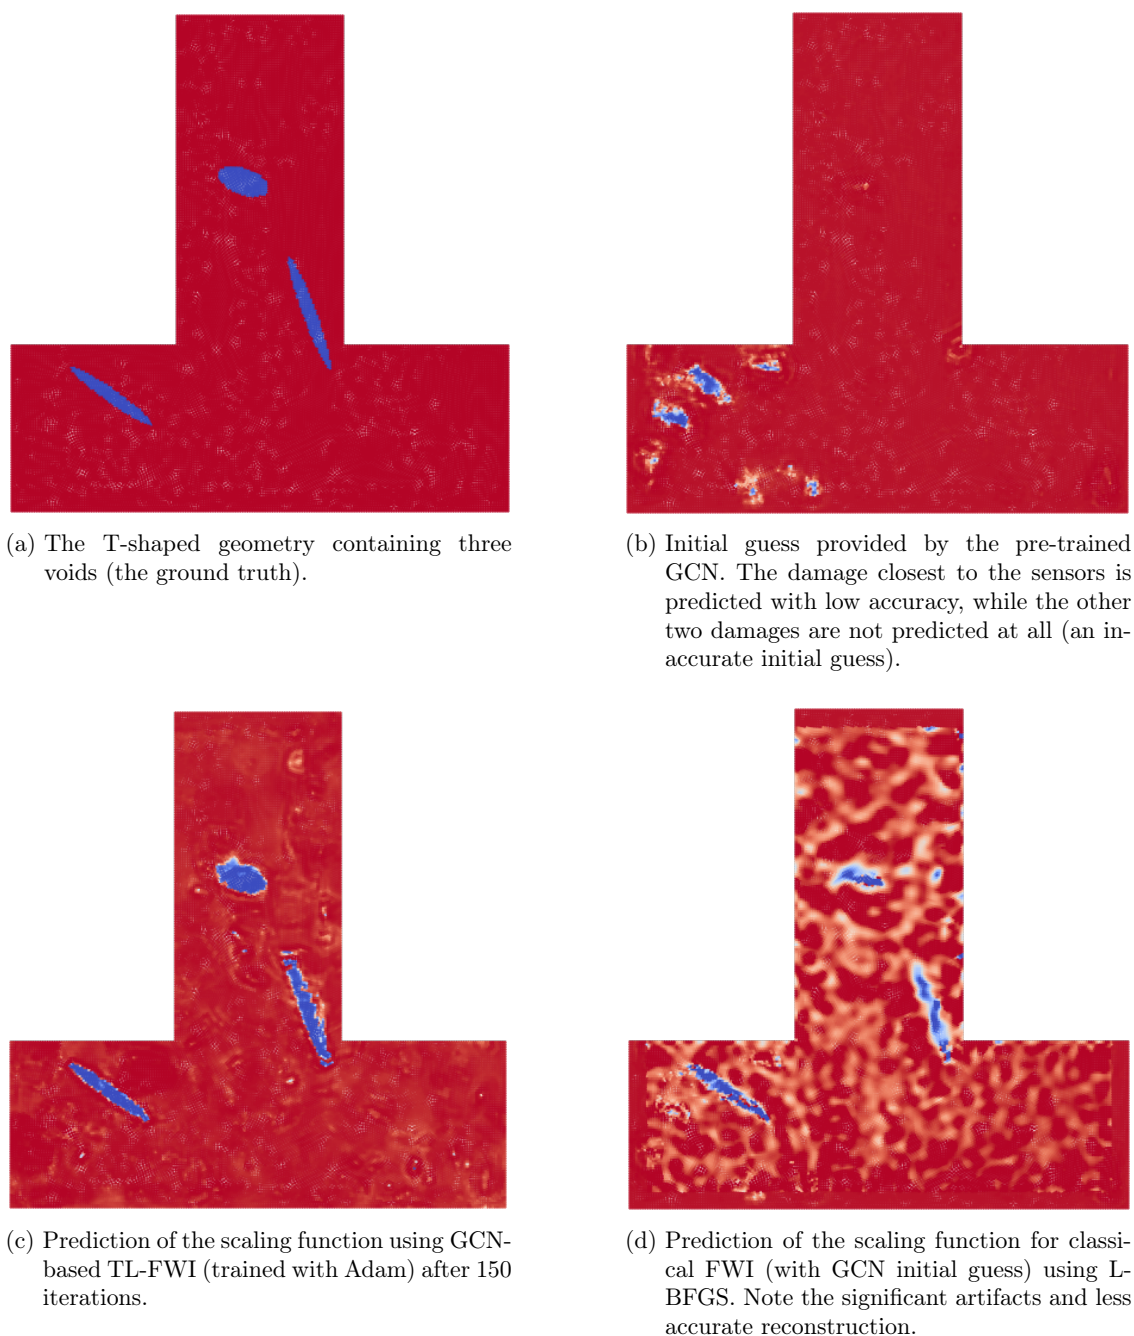 (a) The T-shaped geometry containing three
voids (the ground truth).
(b) Initial guess provided by the pre-trained
GCN. The damage closest to the sensors is
predicted with low accuracy, while the other
two damages are not predicted at all (an in-
accurate initial guess).
(c) Prediction of the scaling function using GCN-
based TL-FWI (trained with Adam) after 150
iterations.
(d) Prediction of the scaling function for classi-
cal FWI (with GCN initial guess) using L-
BFGS. Note the significant artifacts and less
accurate reconstruction.